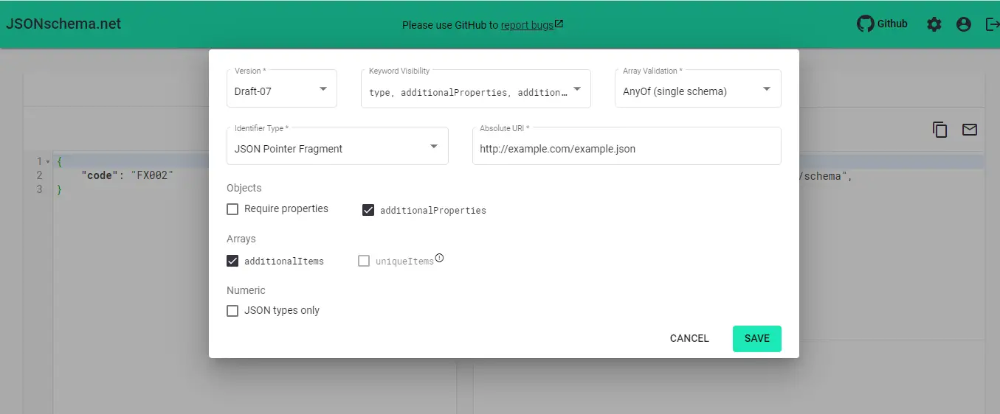 JSONschema.net
Please use GitHub to report bugs
Github
Version *
Keyword Visibility
Array Validation *
Draft-07
type, additionalProperties, addition...
AnyOf (single schema)
Identifier Type *
Absolute URI *
JSON Pointer Fragment
http://example.com/example.json
1 {
2 "code": "FX002"
/schema",
3 }
Objects
Require properties
additionalProperties
Arrays
additionalItems
uniqueItems
Numeric
JSON types only
CANCEL
SAVE